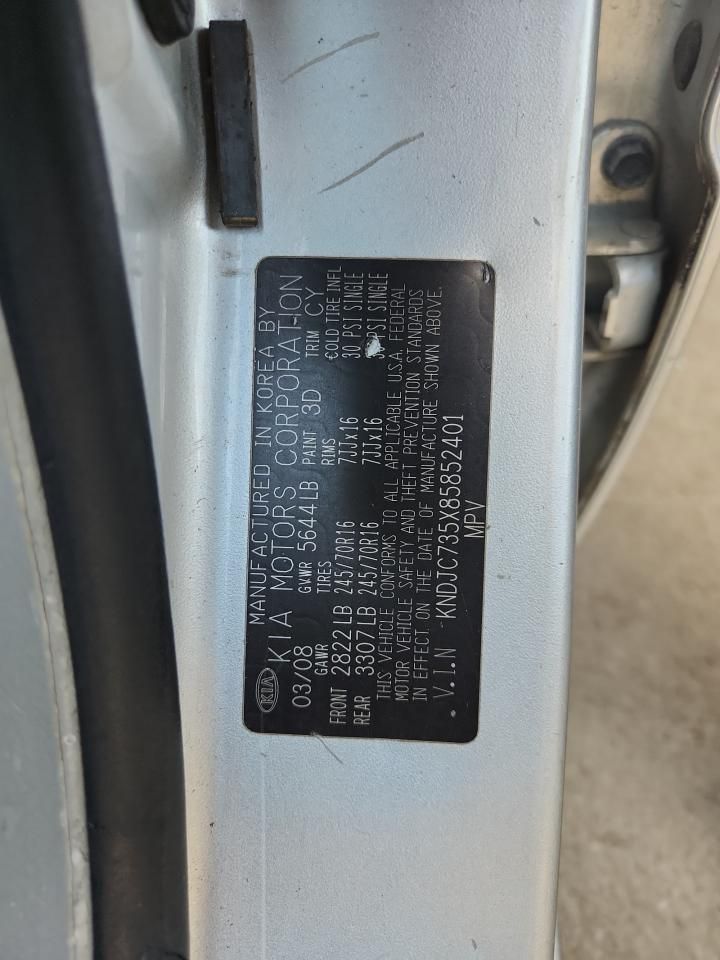 MANUFACTURED IN KOREA BY
KIA KIA MOTORS CORPORATION
03/08 GVWR 5644LB PAINT 3D TRIM CY
GAWR TIRES RIMS COLD TIRE INFL
FRONT 2822LB 245/70R16 7JJx16 30 PSI SINGLE
REAR 3307LB 245/70R16 7JJx16 PSI SINGLE
THIS VEHICLE CONFORMS TO ALL APPLICABLE U.S.A. FEDERAL
MOTOR VEHICLE SAFETY AND THEFT PREVENTION STANDARDS
IN EFFECT ON THE DATE OF MANUFACTURE SHOWN ABOVE.
V.I.N KNDJC735X85852401
MPV